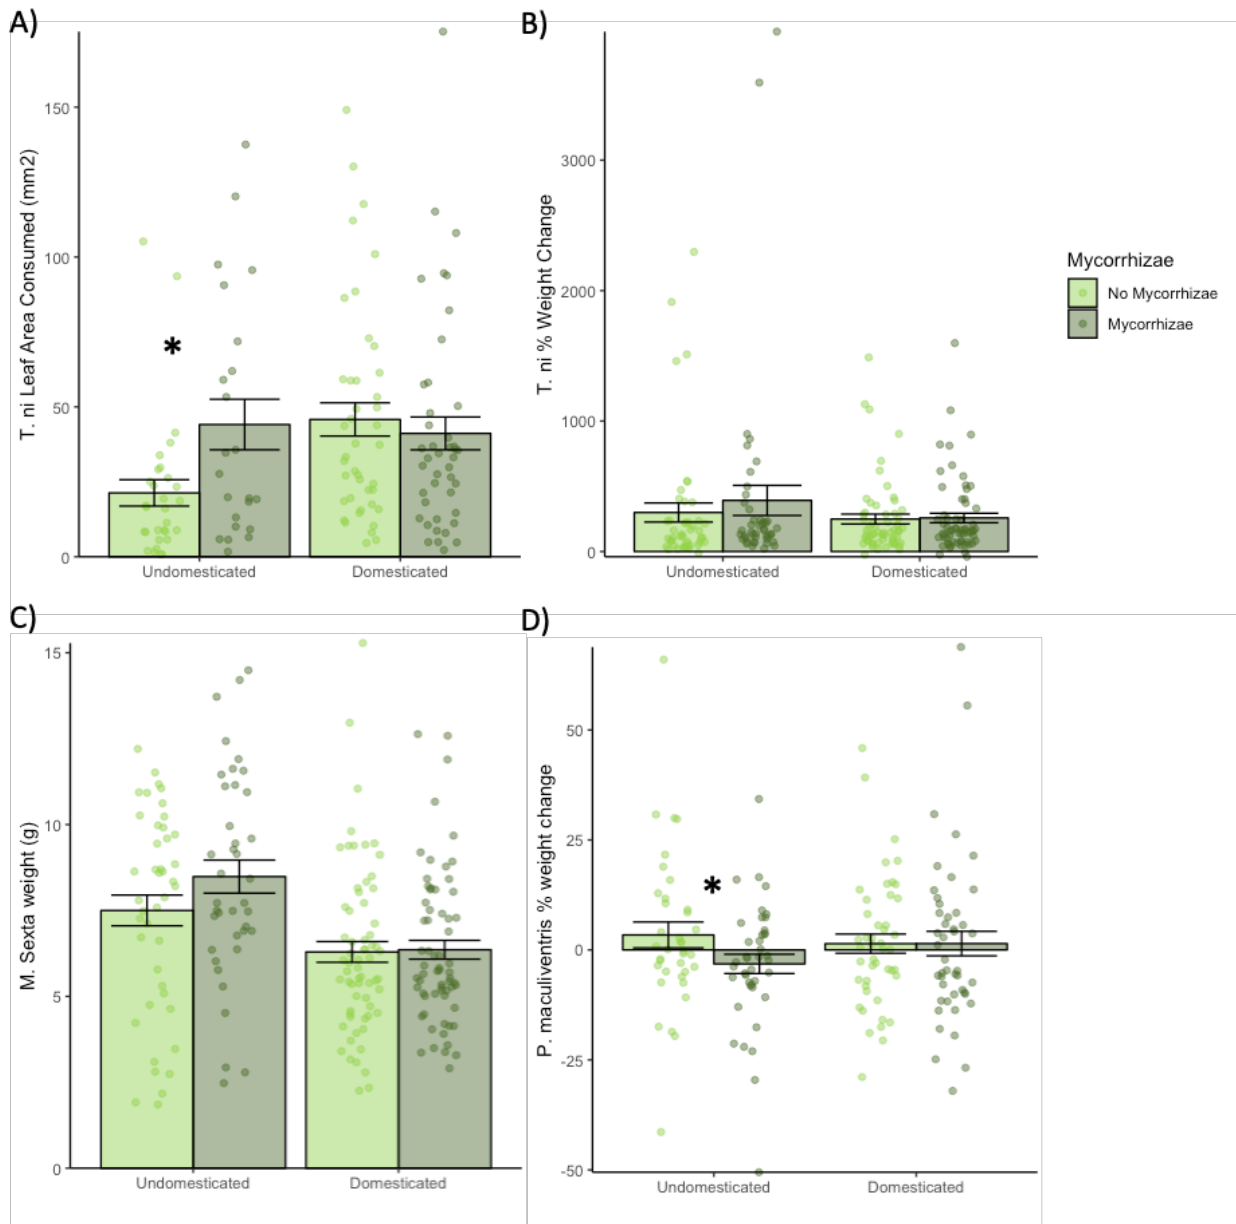 A)
T. ni Leaf Area Consumed (mm2)
150
100
50
0
*
Undomesticated
Domesticated
B)
T. ni % Weight Change
3000
2000
1000
0
Undomesticated
Domesticated
Mycorrhizae
No Mycorrhizae
Mycorrhizae
C)
M. Sexta weight (g)
15
10
5
0
Undomesticated
Domesticated
D)
P. maculiventris % weight change
50
25
0
-25
-50
*
Undomesticated
Domesticated